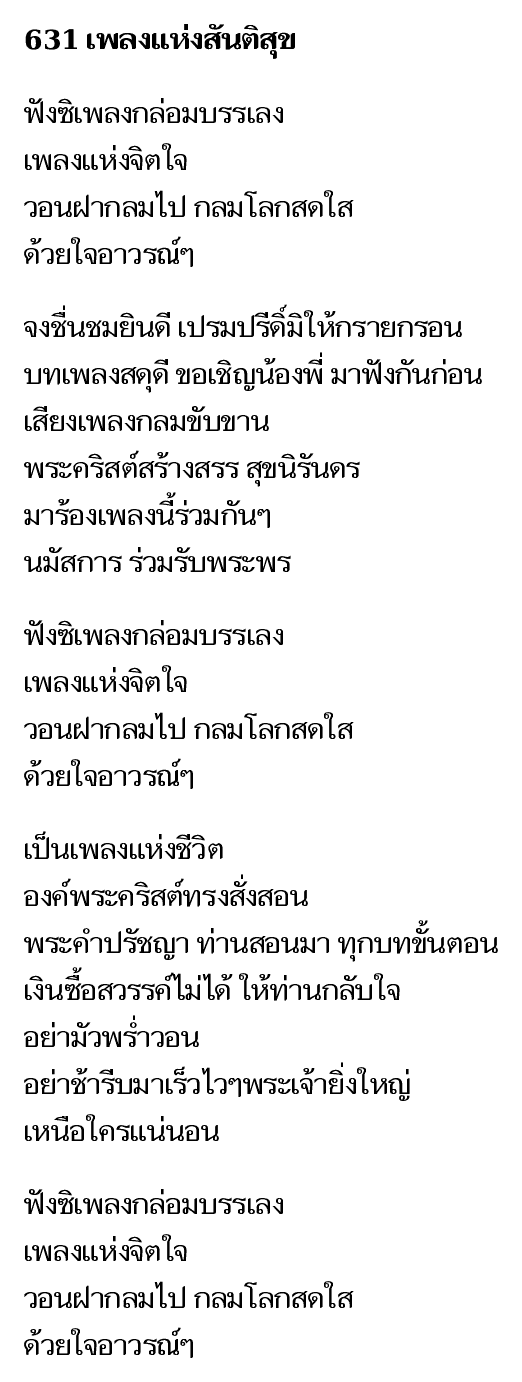 631 เพลงแห่งสันติสุข
ฟังซิเพลงกล่อมบรรเลง
เพลงแห่งจิตใจ
วอนฝากลมไป กลมโลกสดใส
ด้วยใจอาวรณ์ๆ
จงชื่นชมยินดี เปรมปรีดิ์มิให้กรายกรอน
บทเพลงสดุดี ขอเชิญน้องพี่ มาฟังกันก่อน
เสียงเพลงกลมขับขาน
พระคริสต์สร้างสรร สุขนิรันดร
มาร้องเพลงนี้ร่วมกันๆ
นมัสการ ร่วมรับพระพร
ฟังซิเพลงกล่อมบรรเลง
เพลงแห่งจิตใจ
วอนฝากลมไป กลมโลกสดใส
ด้วยใจอาวรณ์ๆ
เป็นเพลงแห่งชีวิต
องค์พระคริสต์ทรงสั่งสอน
พระคำปรัชญา ท่านสอนมา ทุกบทขั้นตอน
เงินซื้อสวรรค์ไม่ได้ ให้ท่านกลับใจ
อย่ามัวพร่ำวอน
อย่าช้ารีบมาเร็วไวๆพระเจ้ายิ่งใหญ่
เหนือใครแน่นอน
ฟังซิเพลงกล่อมบรรเลง
เพลงแห่งจิตใจ
วอนฝากลมไป กลมโลกสดใส
ด้วยใจอาวรณ์ๆ